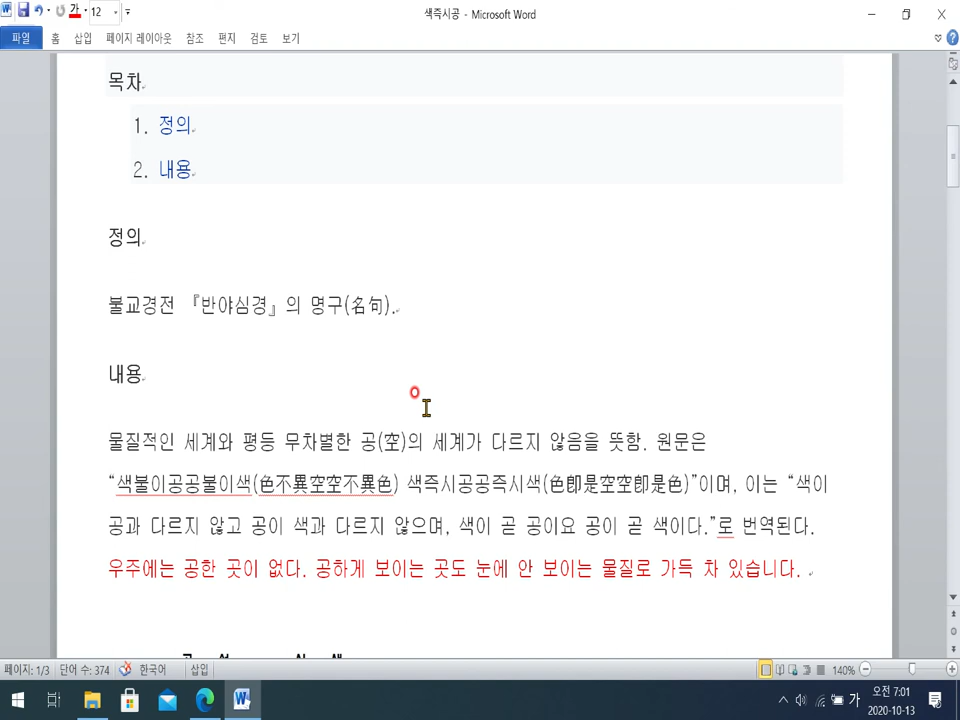 가 12 색즉시공 - Microsoft Word
파일 홈 삽입 페이지 레이아웃 참조 편지 검토 보기
목차
1. 정의
2. 내용
정의
불교경전 『반야심경』의 명구(名句).
내용
물질적인 세계와 평등 무차별한 공(空)의 세계가 다르지 않음을 뜻함. 원문은
“색불이공공불이색(色不異空空不異色) 색즉시공공즉시색(色卽是空空卽是色)”이며, 이는 “색이
공과 다르지 않고 공이 색과 다르지 않으며, 색이 곧 공이요 공이 곧 색이다.”로 번역된다.
우주에는 공한 곳이 없다. 공하게 보이는 곳도 눈에 안 보이는 물질로 가득 차 있습니다.
페이지: 1/3 단어 수: 374 한국어 삽입 140%
가 오전 7:01
2020-10-13